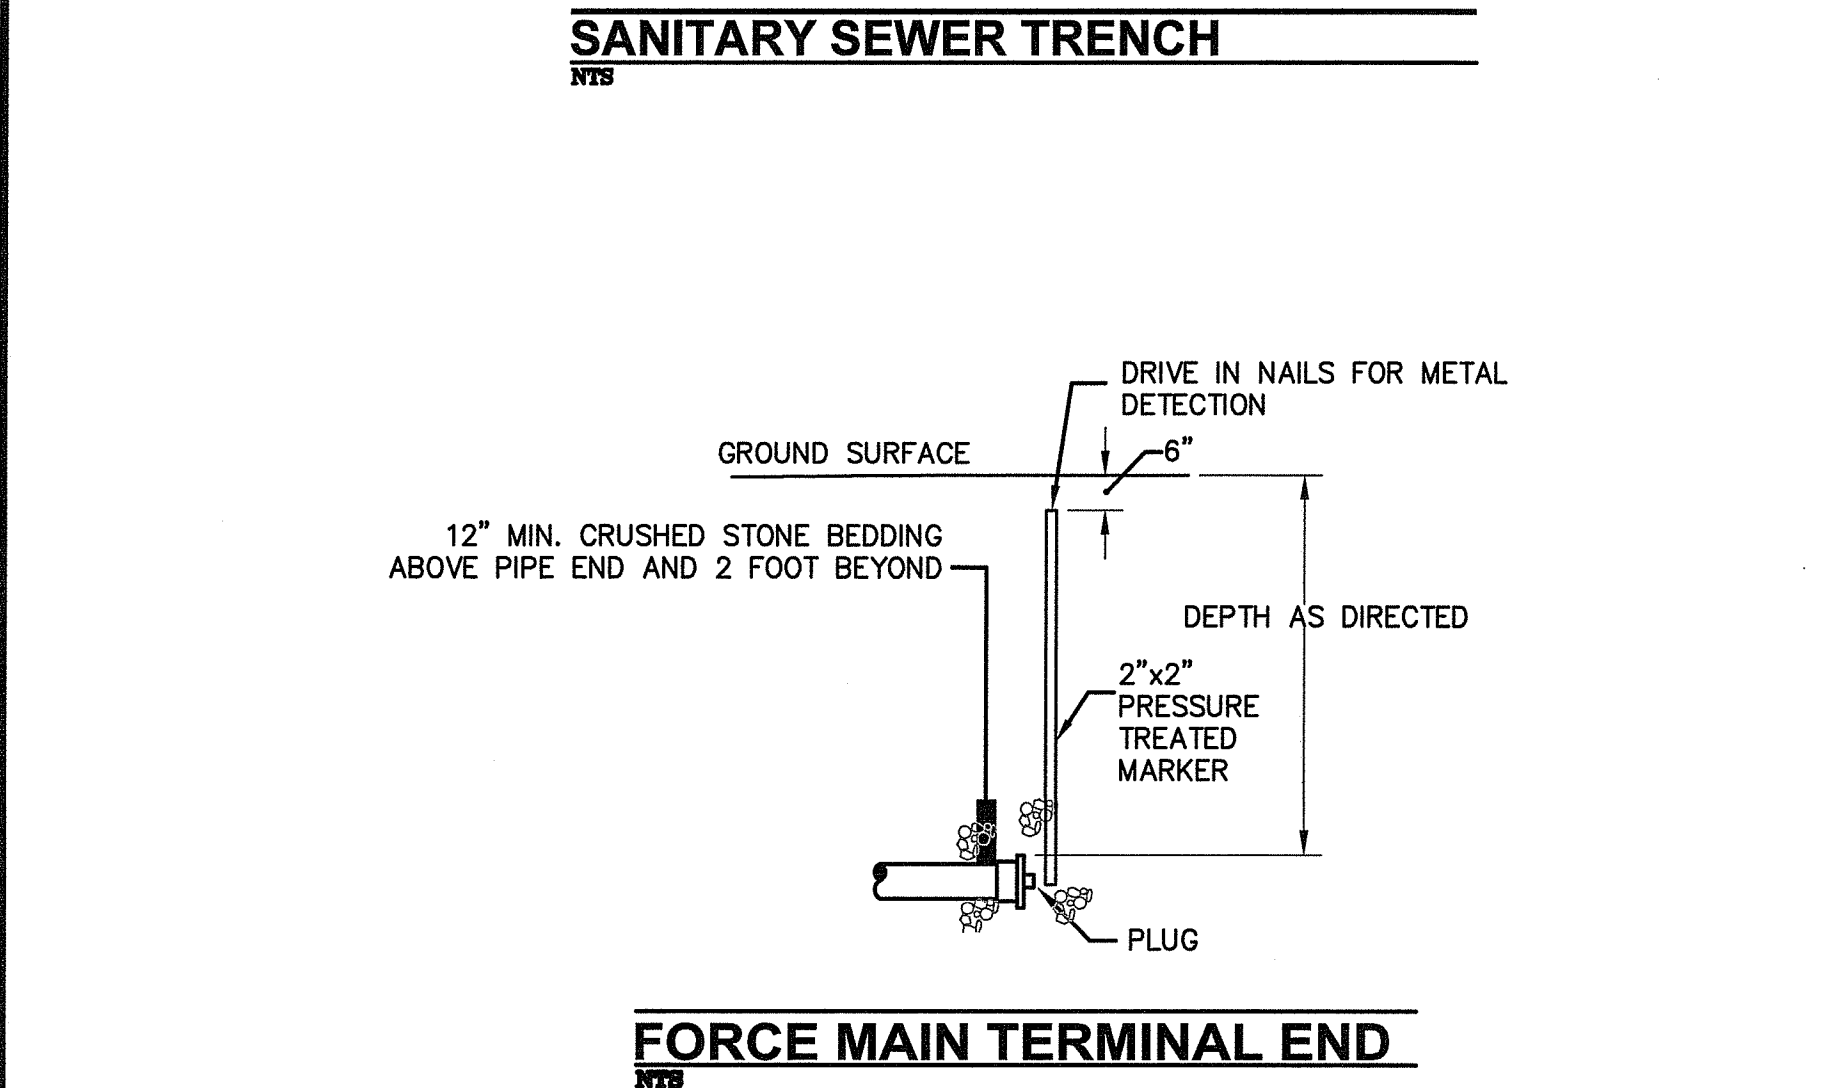 SANITARY SEWER TRENCH
NTS
DRIVE IN NAILS FOR METAL
DETECTION
GROUND SURFACE
6”
12” MIN. CRUSHED STONE BEDDING
ABOVE PIPE END AND 2 FOOT BEYOND
DEPTH AS DIRECTED
2”x2”
PRESSURE
TREATED
MARKER
PLUG
FORCE MAIN TERMINAL END
NTS